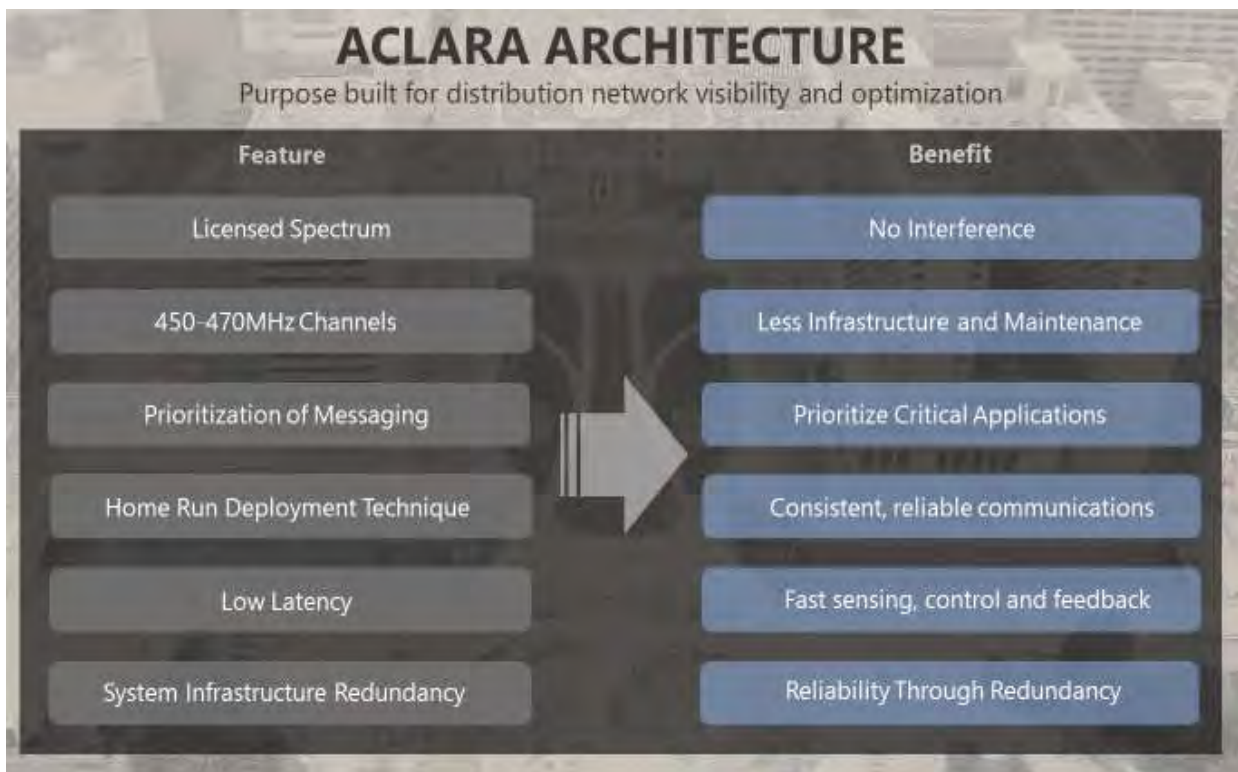 ACLARA ARCHITECTURE
Purpose built for distribution network visibility and optimization
Feature
Benefit
Licensed Spectrum
No Interference
450-470MHz Channels
Less Infrastructure and Maintenance
Prioritization of Messaging
Prioritize Critical Applications
Home Run Deployment Technique
Consistent, reliable communications
Low Latency
Fast sensing, control and feedback
System Infrastructure Redundancy
Reliability Through Redundancy